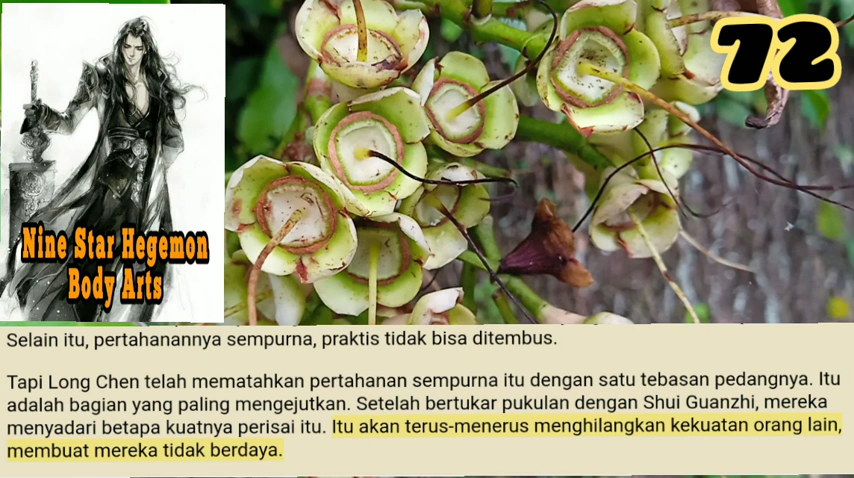 72
Nine Star Hegemon
Body Arts
Selain itu, pertahanannya sempurna, praktis tidak bisa ditembus.
Tapi Long Chen telah mematahkan pertahanan sempurna itu dengan satu tebasan pedangnya. Itu
adalah bagian yang paling mengejutkan. Setelah bertukar pukulan dengan Shui Guanzhi, mereka
menyadari betapa kuatnya perisai itu. Itu akan terus-menerus menghilangkan kekuatan orang lain,
membuat mereka tidak berdaya.